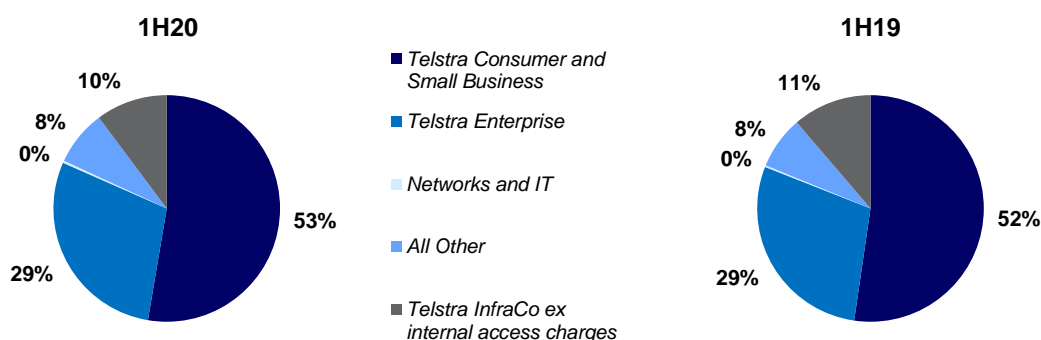 1H20
10%
8%
0%
29%
53%
Telstra Consumer and
Small Business
Telstra Enterprise
Networks and IT
All Other
Telstra InfraCo ex
internal access charges
1H19
11%
8%
0%
29%
52%